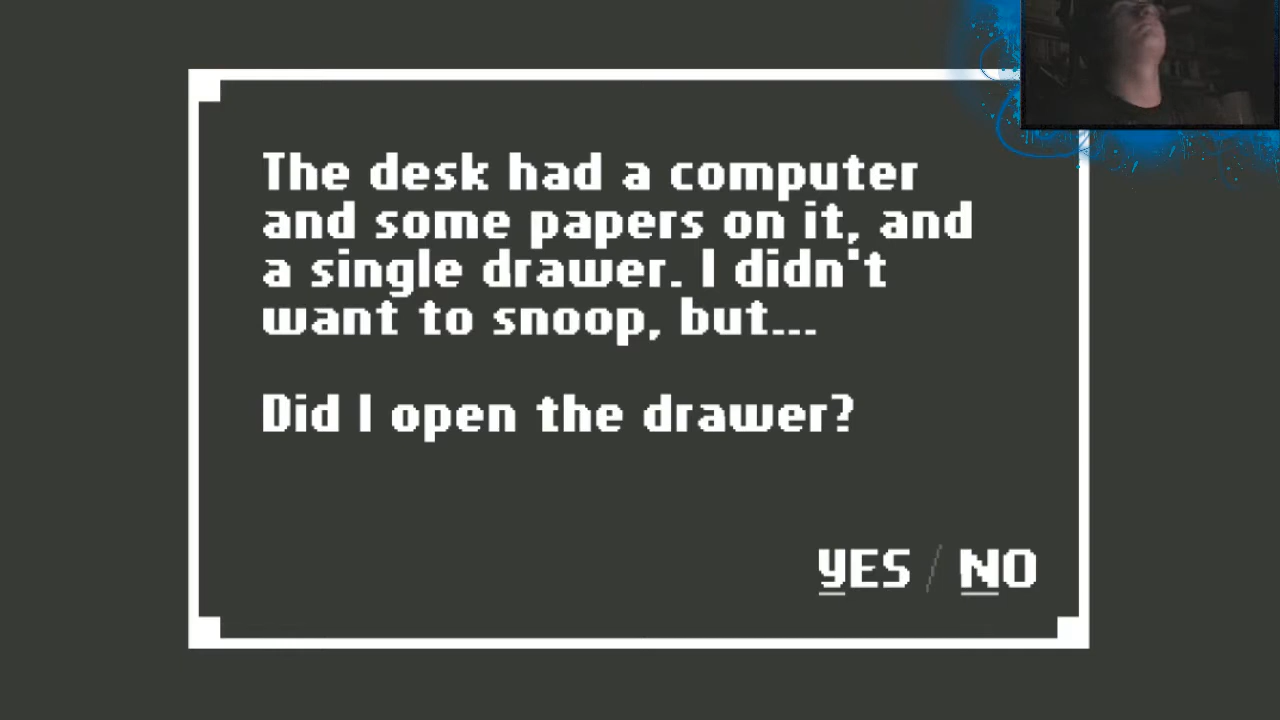 The desk had a computer
and some papers on it, and
a single drawer. I didn't
want to snoop, but...
Did I open the drawer?
YES / NO